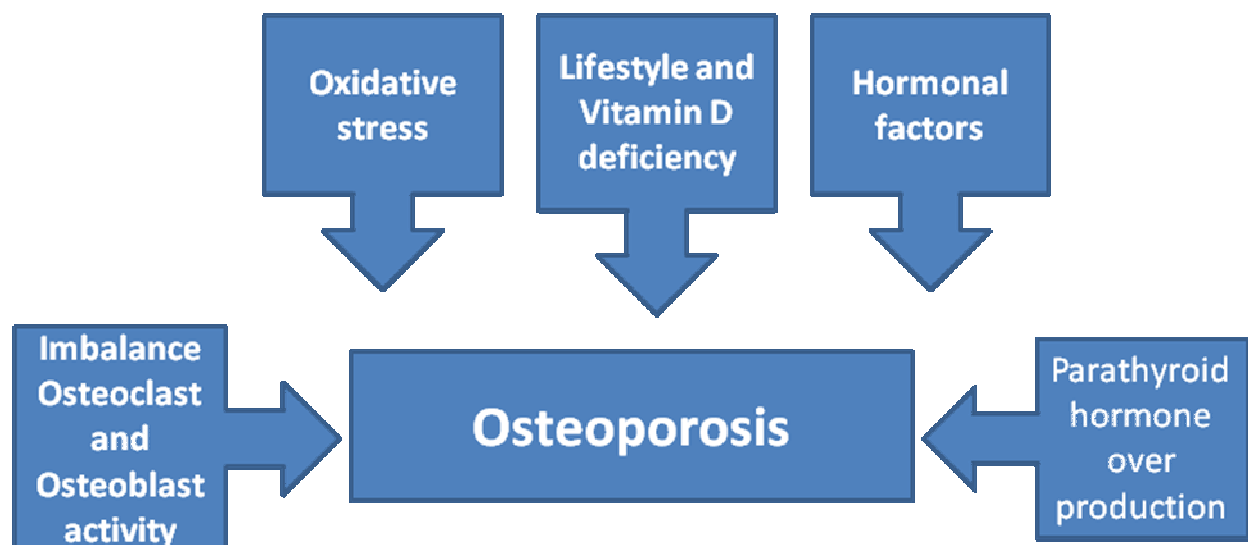 Oxidative
stress
Lifestyle and
Vitamin D
deficiency
Hormonal
factors
Imbalance
Osteoclast
and
Osteoblast
activity
Osteoporosis
Parathyroid
hormone
over
production